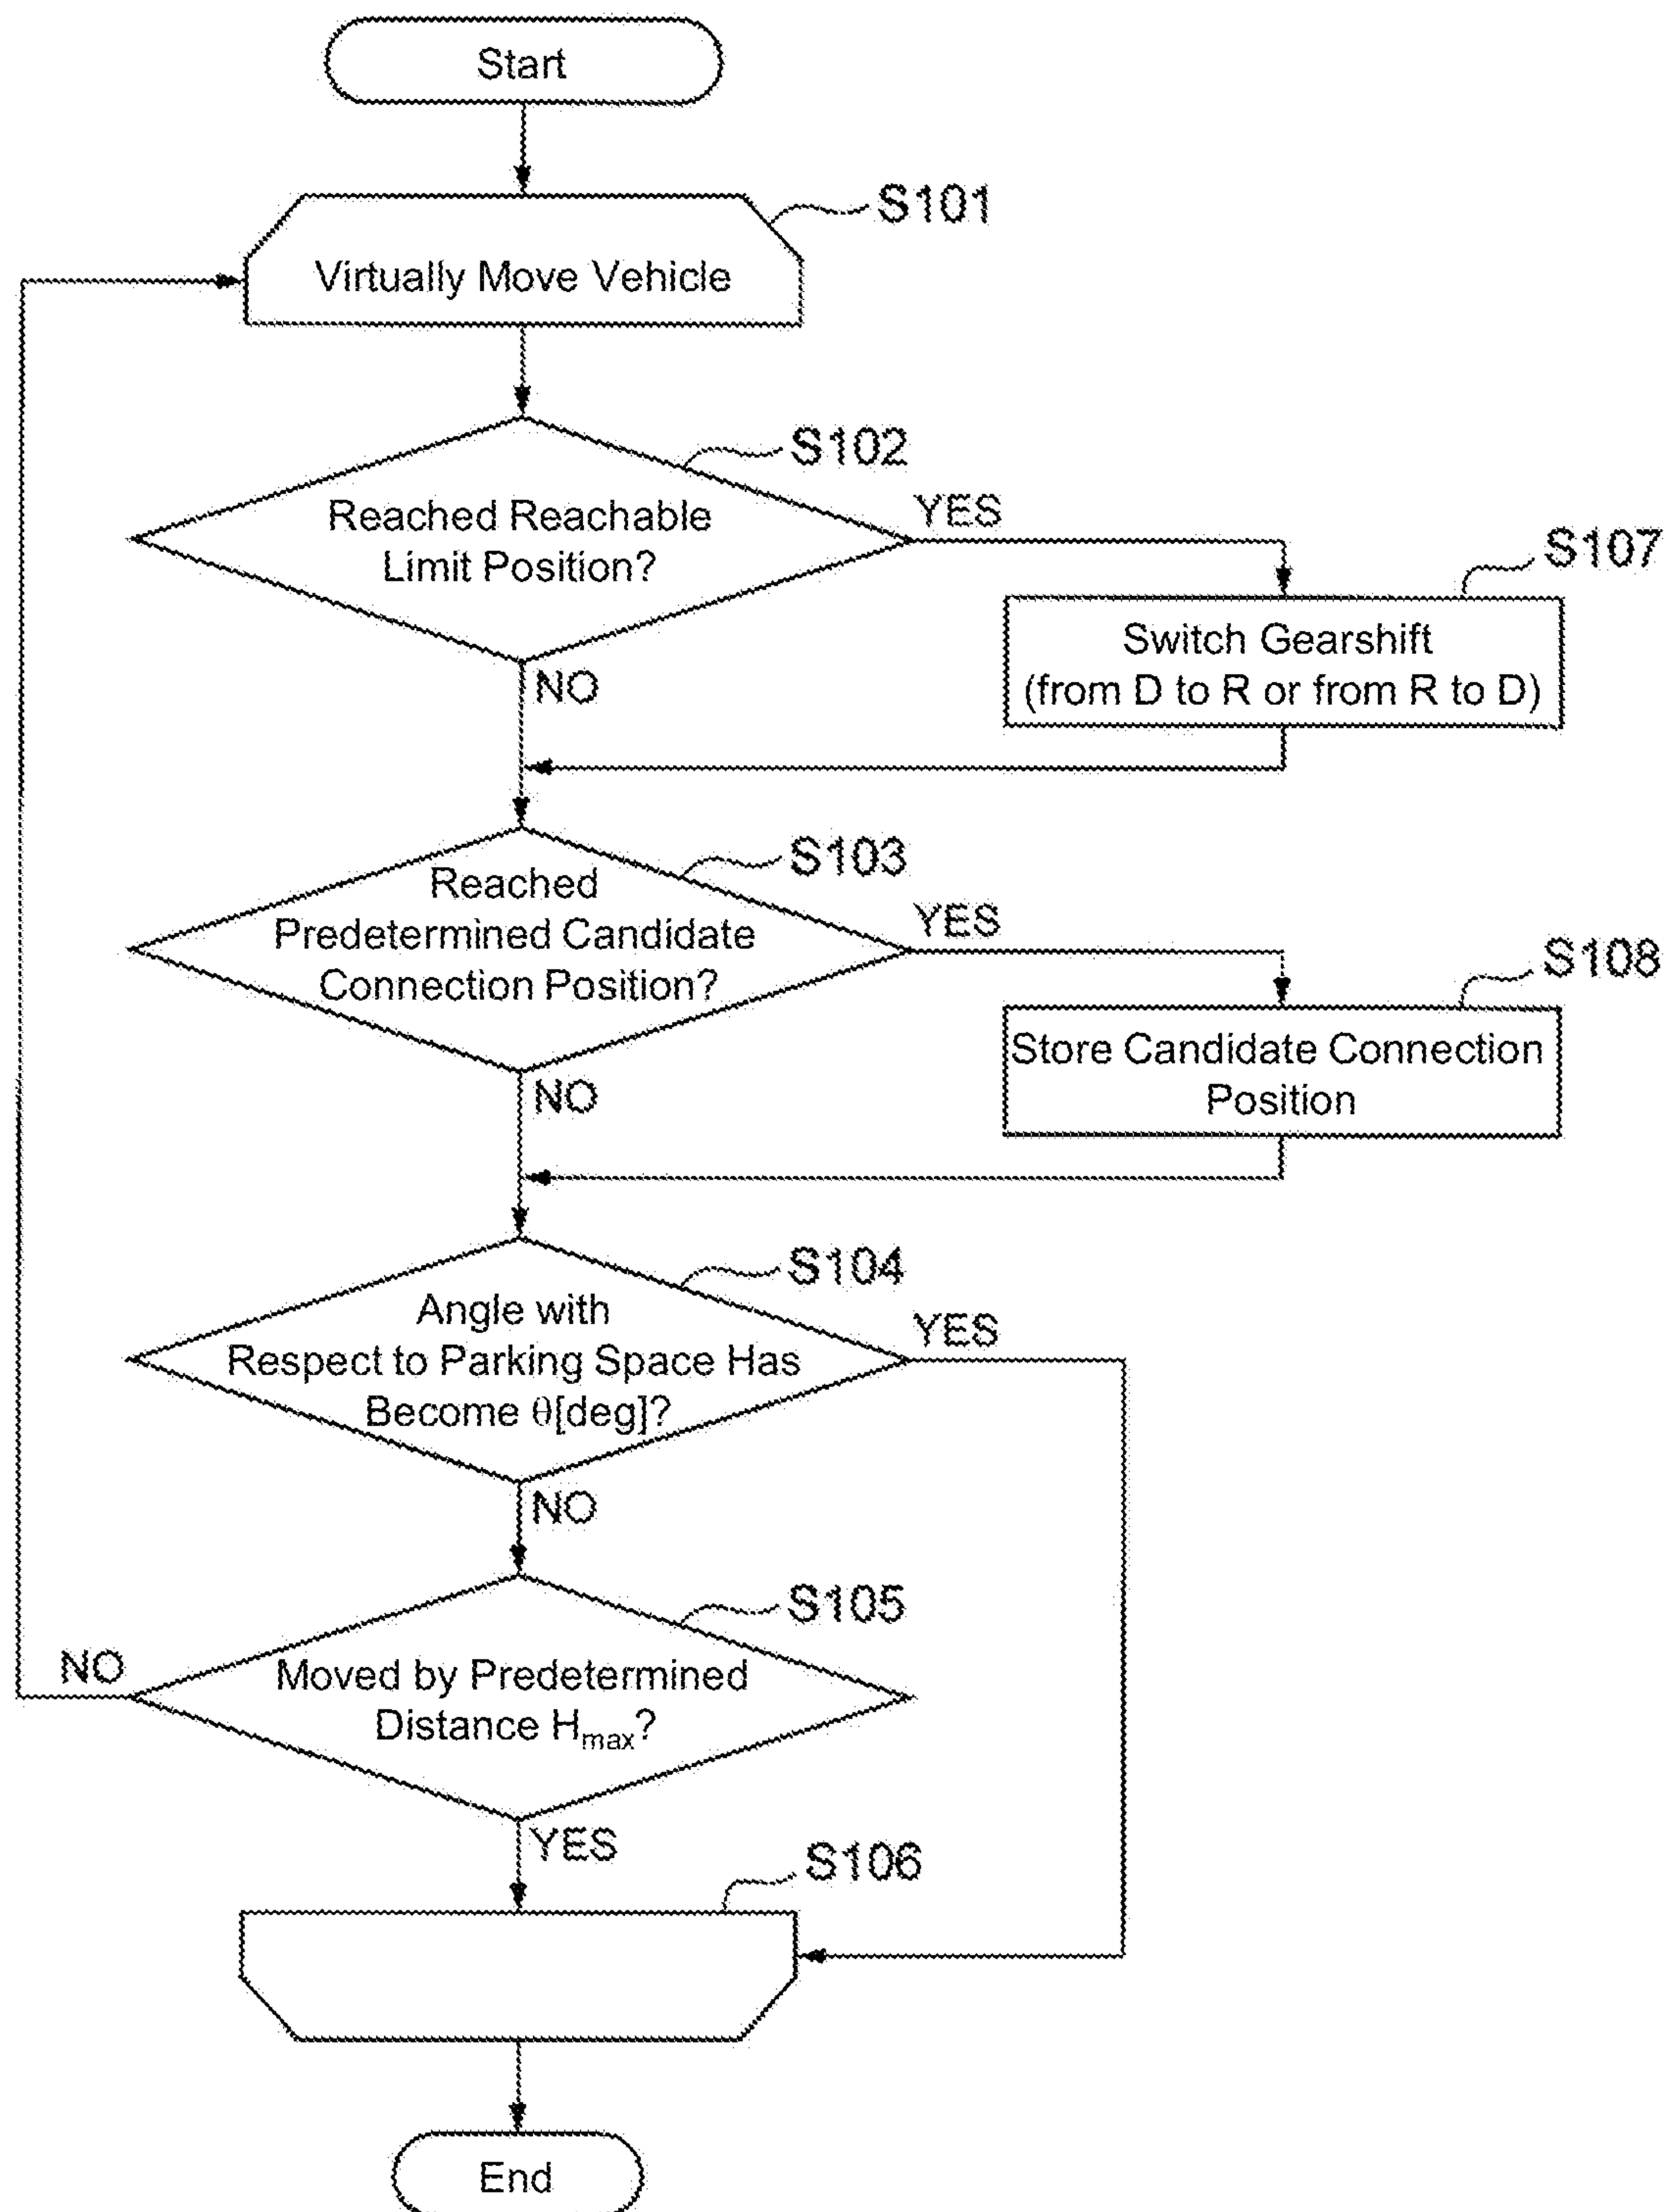 Start
S101
Virtually Move Vehicle
S102
Reached Reachable
Limit Position?
YES
NO
S107
Switch Gearshift
(from D to R or from R to D)
S103
Reached
Predetermined Candidate
Connection Position?
YES
NO
S108
Store Candidate Connection
Position
S104
Angle with
Respect to Parking Space Has
Become θ[deg]?
YES
NO
S105
Moved by Predetermined
Distance Hmax?
NO
YES
S106
End